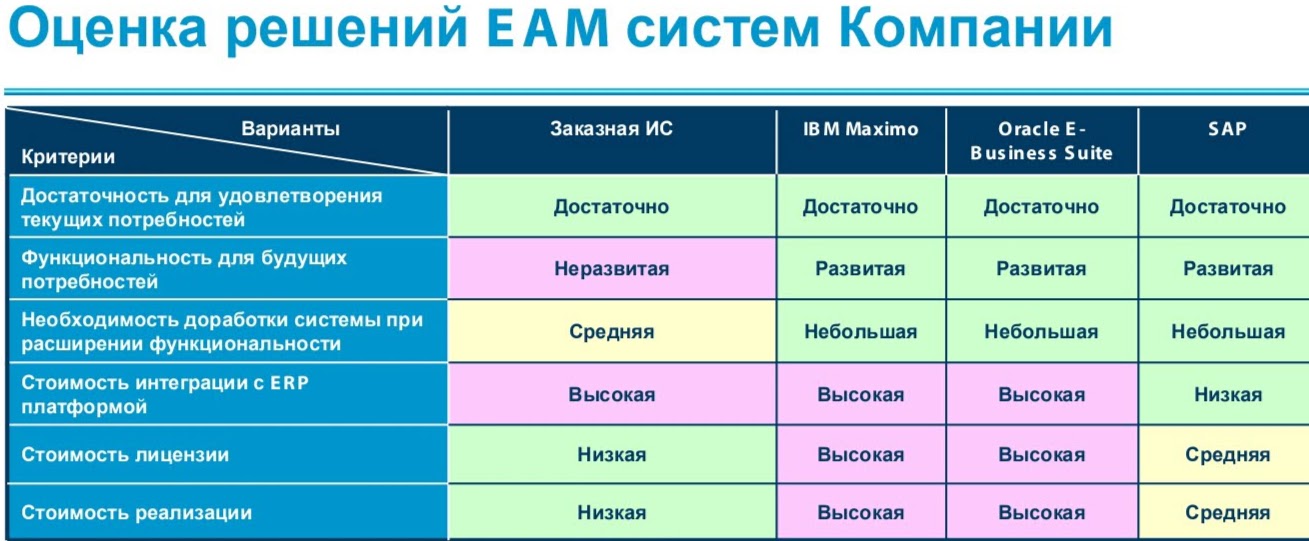 Оценка решений EAM систем Компании
Варианты
Критерии
Заказная ИС
IBM Maximo
Oracle E-
Business Suite
SAP
Достаточность для удовлетворения
текущих потребностей
Достаточно
Достаточно
Достаточно
Достаточно
Функциональность для будущих
потребностей
Неразвитая
Развитая
Развитая
Развитая
Необходимость доработки системы при
расширении функциональности
Средняя
Небольшая
Небольшая
Небольшая
Стоимость интеграции с ERP
платформой
Высокая
Высокая
Высокая
Низкая
Стоимость лицензии
Низкая
Высокая
Высокая
Средняя
Стоимость реализации
Низкая
Высокая
Высокая
Средняя